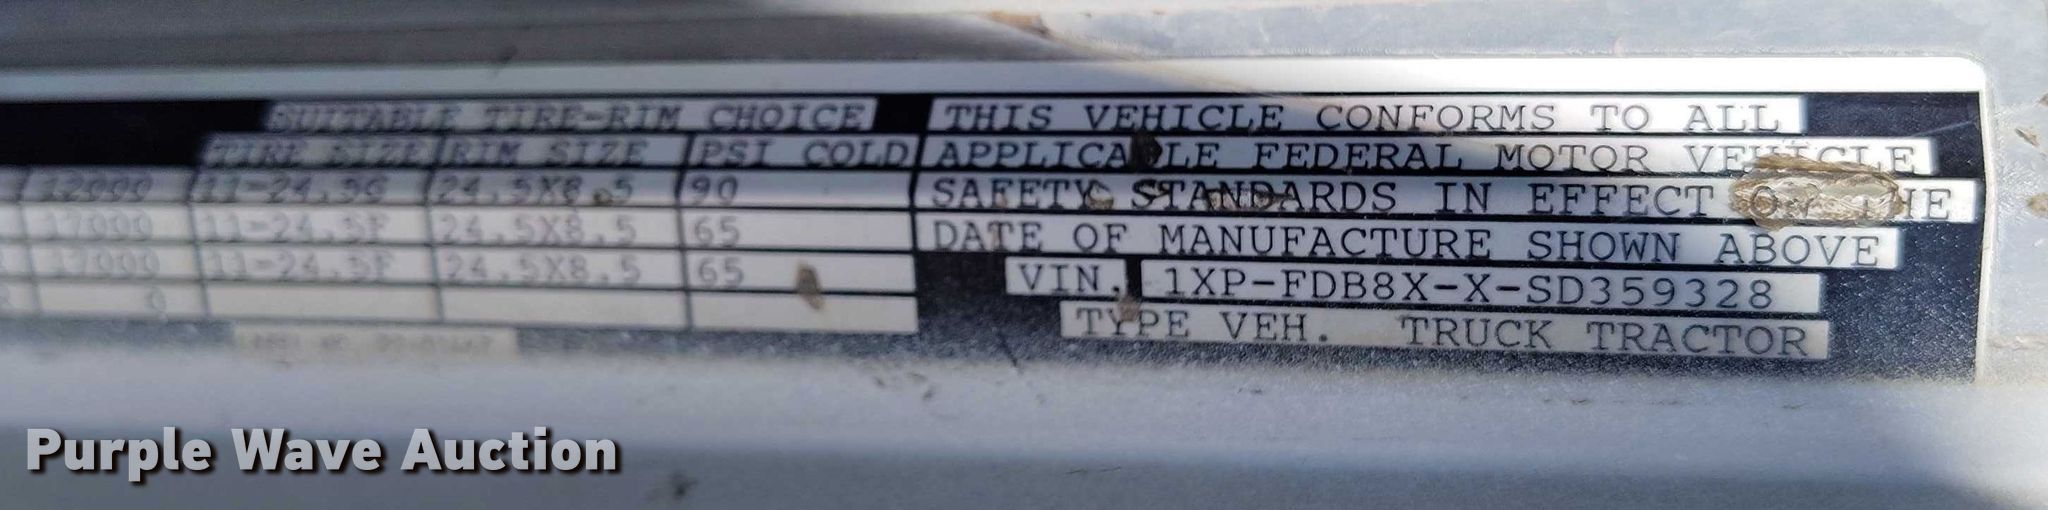 SUITABLE TIRE-RIM CHOICE
TIRE SIZE RIM SIZE PSI COLD
12000 11-24.5G 24.5X8.5 90
17000 11-24.5F 24.5X8.5 65
17000 11-24.5F 24.5X8.5 65
0
THIS VEHICLE CONFORMS TO ALL
APPLICABLE FEDERAL MOTOR VEHICLE
SAFETY STANDARDS IN EFFECT ON THE
DATE OF MANUFACTURE SHOWN ABOVE
VIN. 1XP-FDB8X-X-SD359328
TYPE VEH. TRUCK TRACTOR
Purple Wave Auction